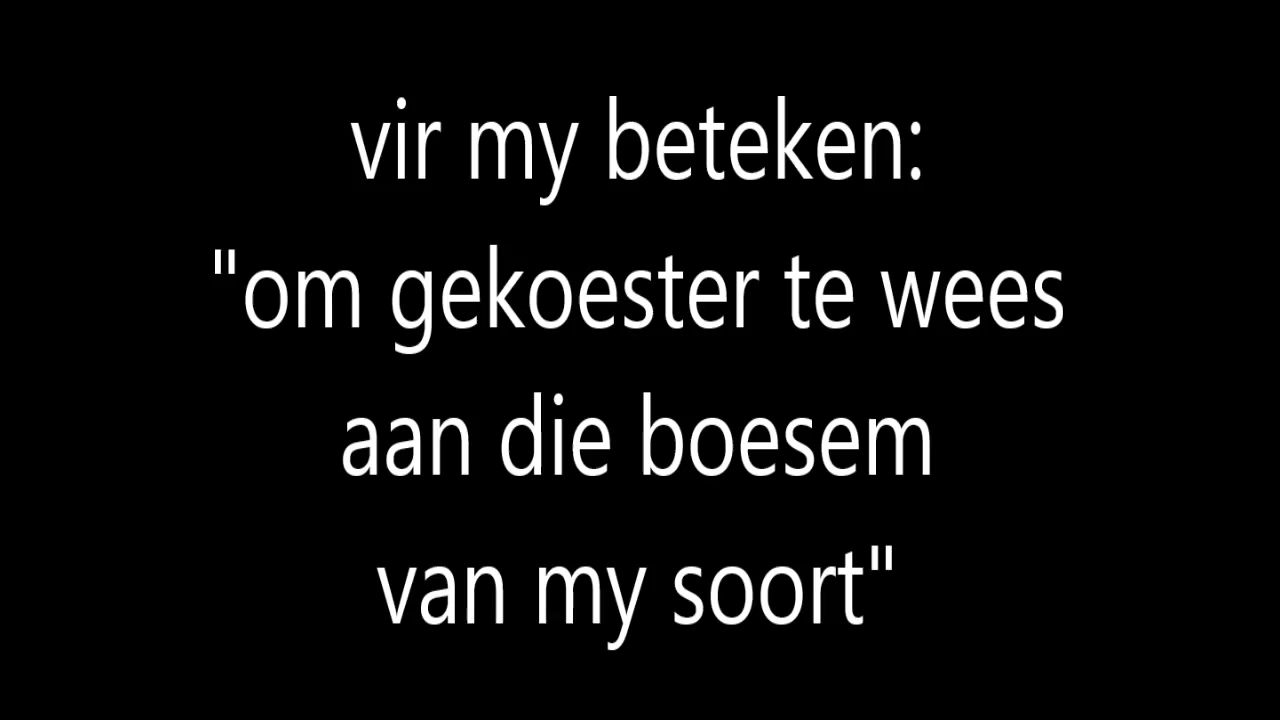 vir my beteken:
"om gekoester te wees
aan die boesem
van my soort"